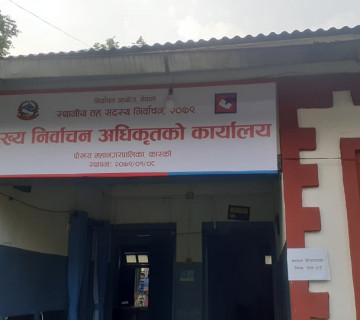 निर्वाचन आयोग, नेपाल
स्थानीय तह सदस्य निर्वाचन, २०७९
ख्य निर्वाचन अधिकृतको कार्यालय
पोखरा महानगरपालिका, कास्की
स्थापनाः २०७९/०१/०८